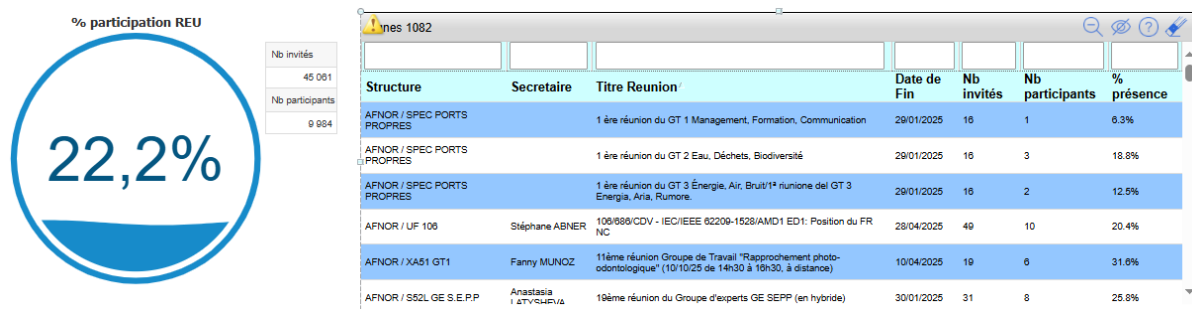 % participation REU
22,2%
Nb invités
45 061
Nb participants
9 984
nes 1082
Structure Secretaire Titre Reunion Date de Fin Nb invités Nb participants % présence
AFNOR / SPEC PORTS PROPRES 1 ère réunion du GT 1 Management, Formation, Communication 29/01/2025 16 1 6.3%
AFNOR / SPEC PORTS PROPRES 1 ère réunion du GT 2 Eau, Déchets, Biodiversité 29/01/2025 16 3 18.8%
AFNOR / SPEC PORTS PROPRES 1 ère réunion du GT 3 Énergie, Air, Bruit/1ª riunione del GT 3 Energia, Aria, Rumore. 29/01/2025 16 2 12.5%
AFNOR / UF 106 Stéphane ABNER 106/686/CDV - IEC/IEEE 62209-1528/AMD1 ED1: Position du FR NC 28/04/2025 49 10 20.4%
AFNOR / XA51 GT1 Fanny MUNOZ 11ème réunion Groupe de Travail "Rapprochement photo-odontologique" (10/10/25 de 14h30 à 16h30, à distance) 10/04/2025 19 6 31.6%
AFNOR / S52L GE S.E.P.P Anastasia LATYSHEVA 19ème réunion du Groupe d'experts GE SEPP (en hybride) 30/01/2025 31 8 25.8%